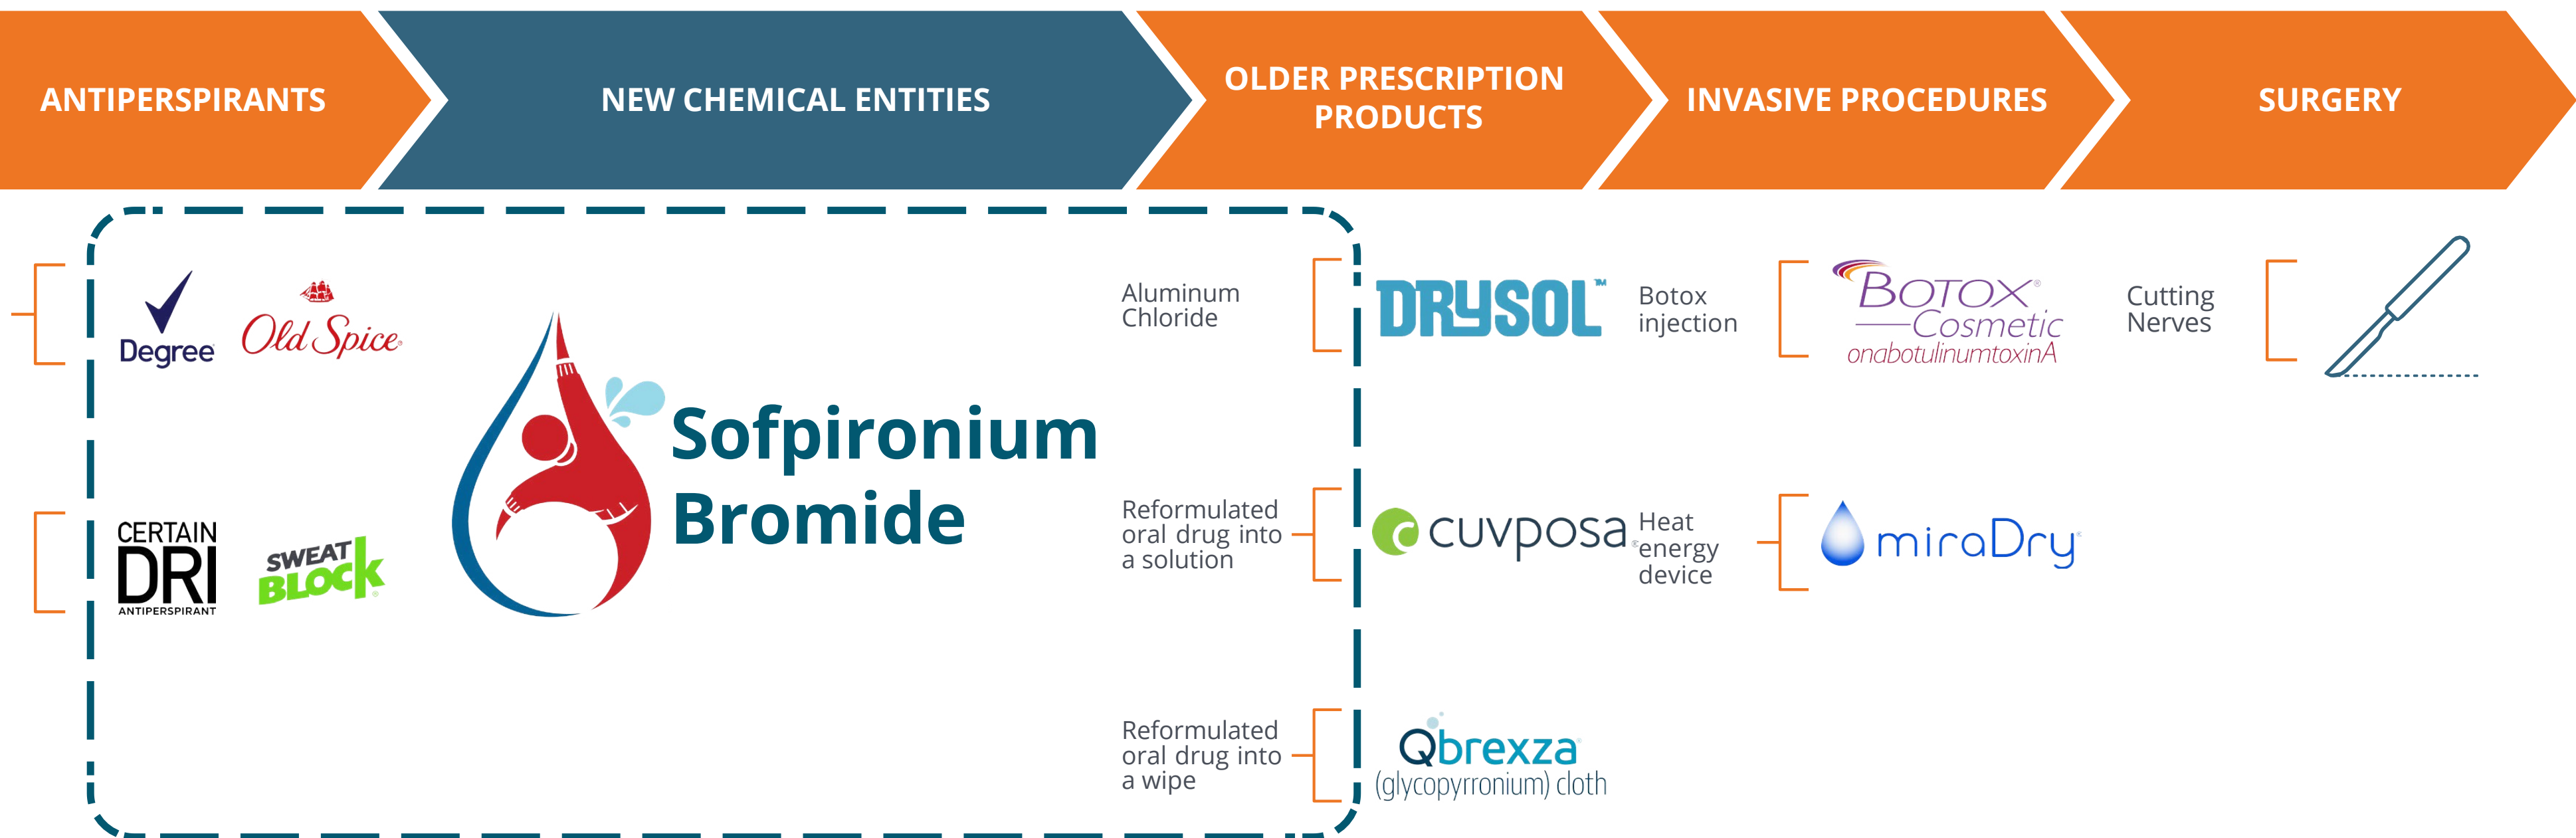 ANTIPERSPIRANTS
NEW CHEMICAL ENTITIES
OLDER PRESCRIPTION
PRODUCTS
INVASIVE PROCEDURES
SURGERY
Degree
Old Spice
CERTAIN
DRI
ANTIPERSPIRANT
SWEAT
BLOCK
Sofpironium
Bromide
Aluminum
Chloride
DRYSOL™
Reformulated
oral drug into
a solution
cuvposa®
Reformulated
oral drug into
a wipe
Qbrexza
(glycopyrronium) cloth
Botox
injection
BOTOX®
Cosmetic
onabotulinumtoxinA
Heat
energy
device
miraDry
Cutting
Nerves